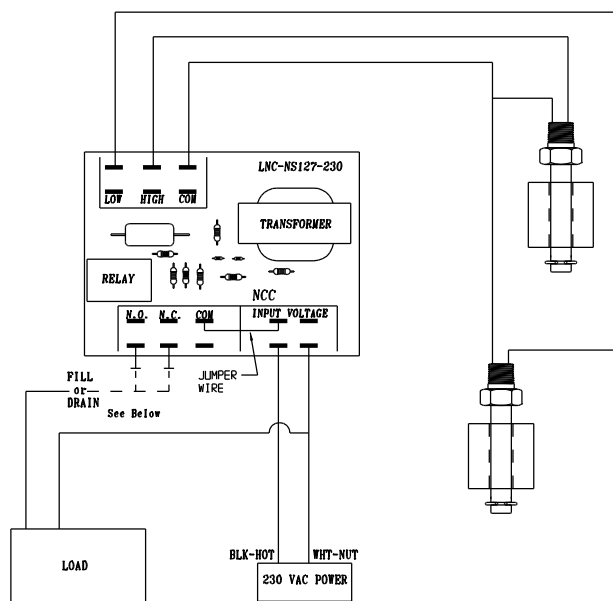 LNC-NS127-230
LOW HIGH COM
TRANSFORMER
RELAY
NCC
N.O. N.C. COM INPUT VOLTAGE
FILL
or
DRAIN
JUMPER
WIRE
See Below
BLK-HOT WHT-NUT
LOAD
230 VAC POWER